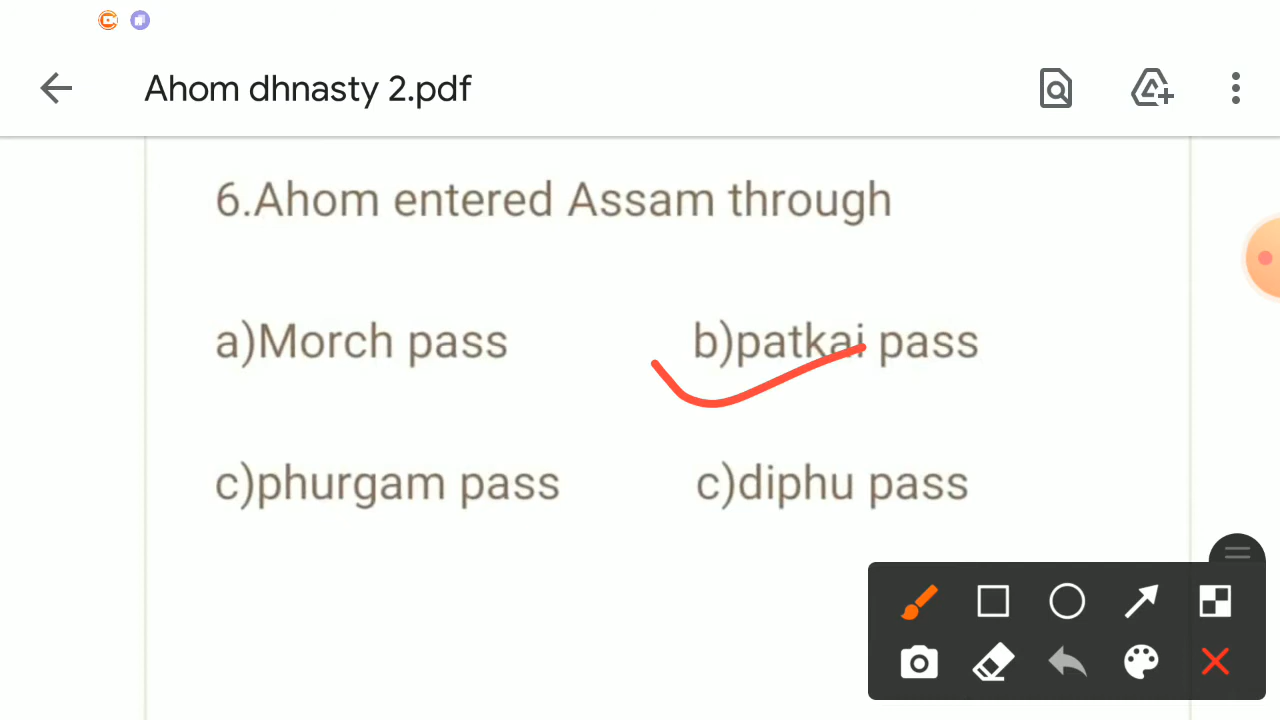 Ahom dhnasty 2.pdf
6.Ahom entered Assam through
a)Morch pass b)patkai pass
c)phurgam pass c)diphu pass